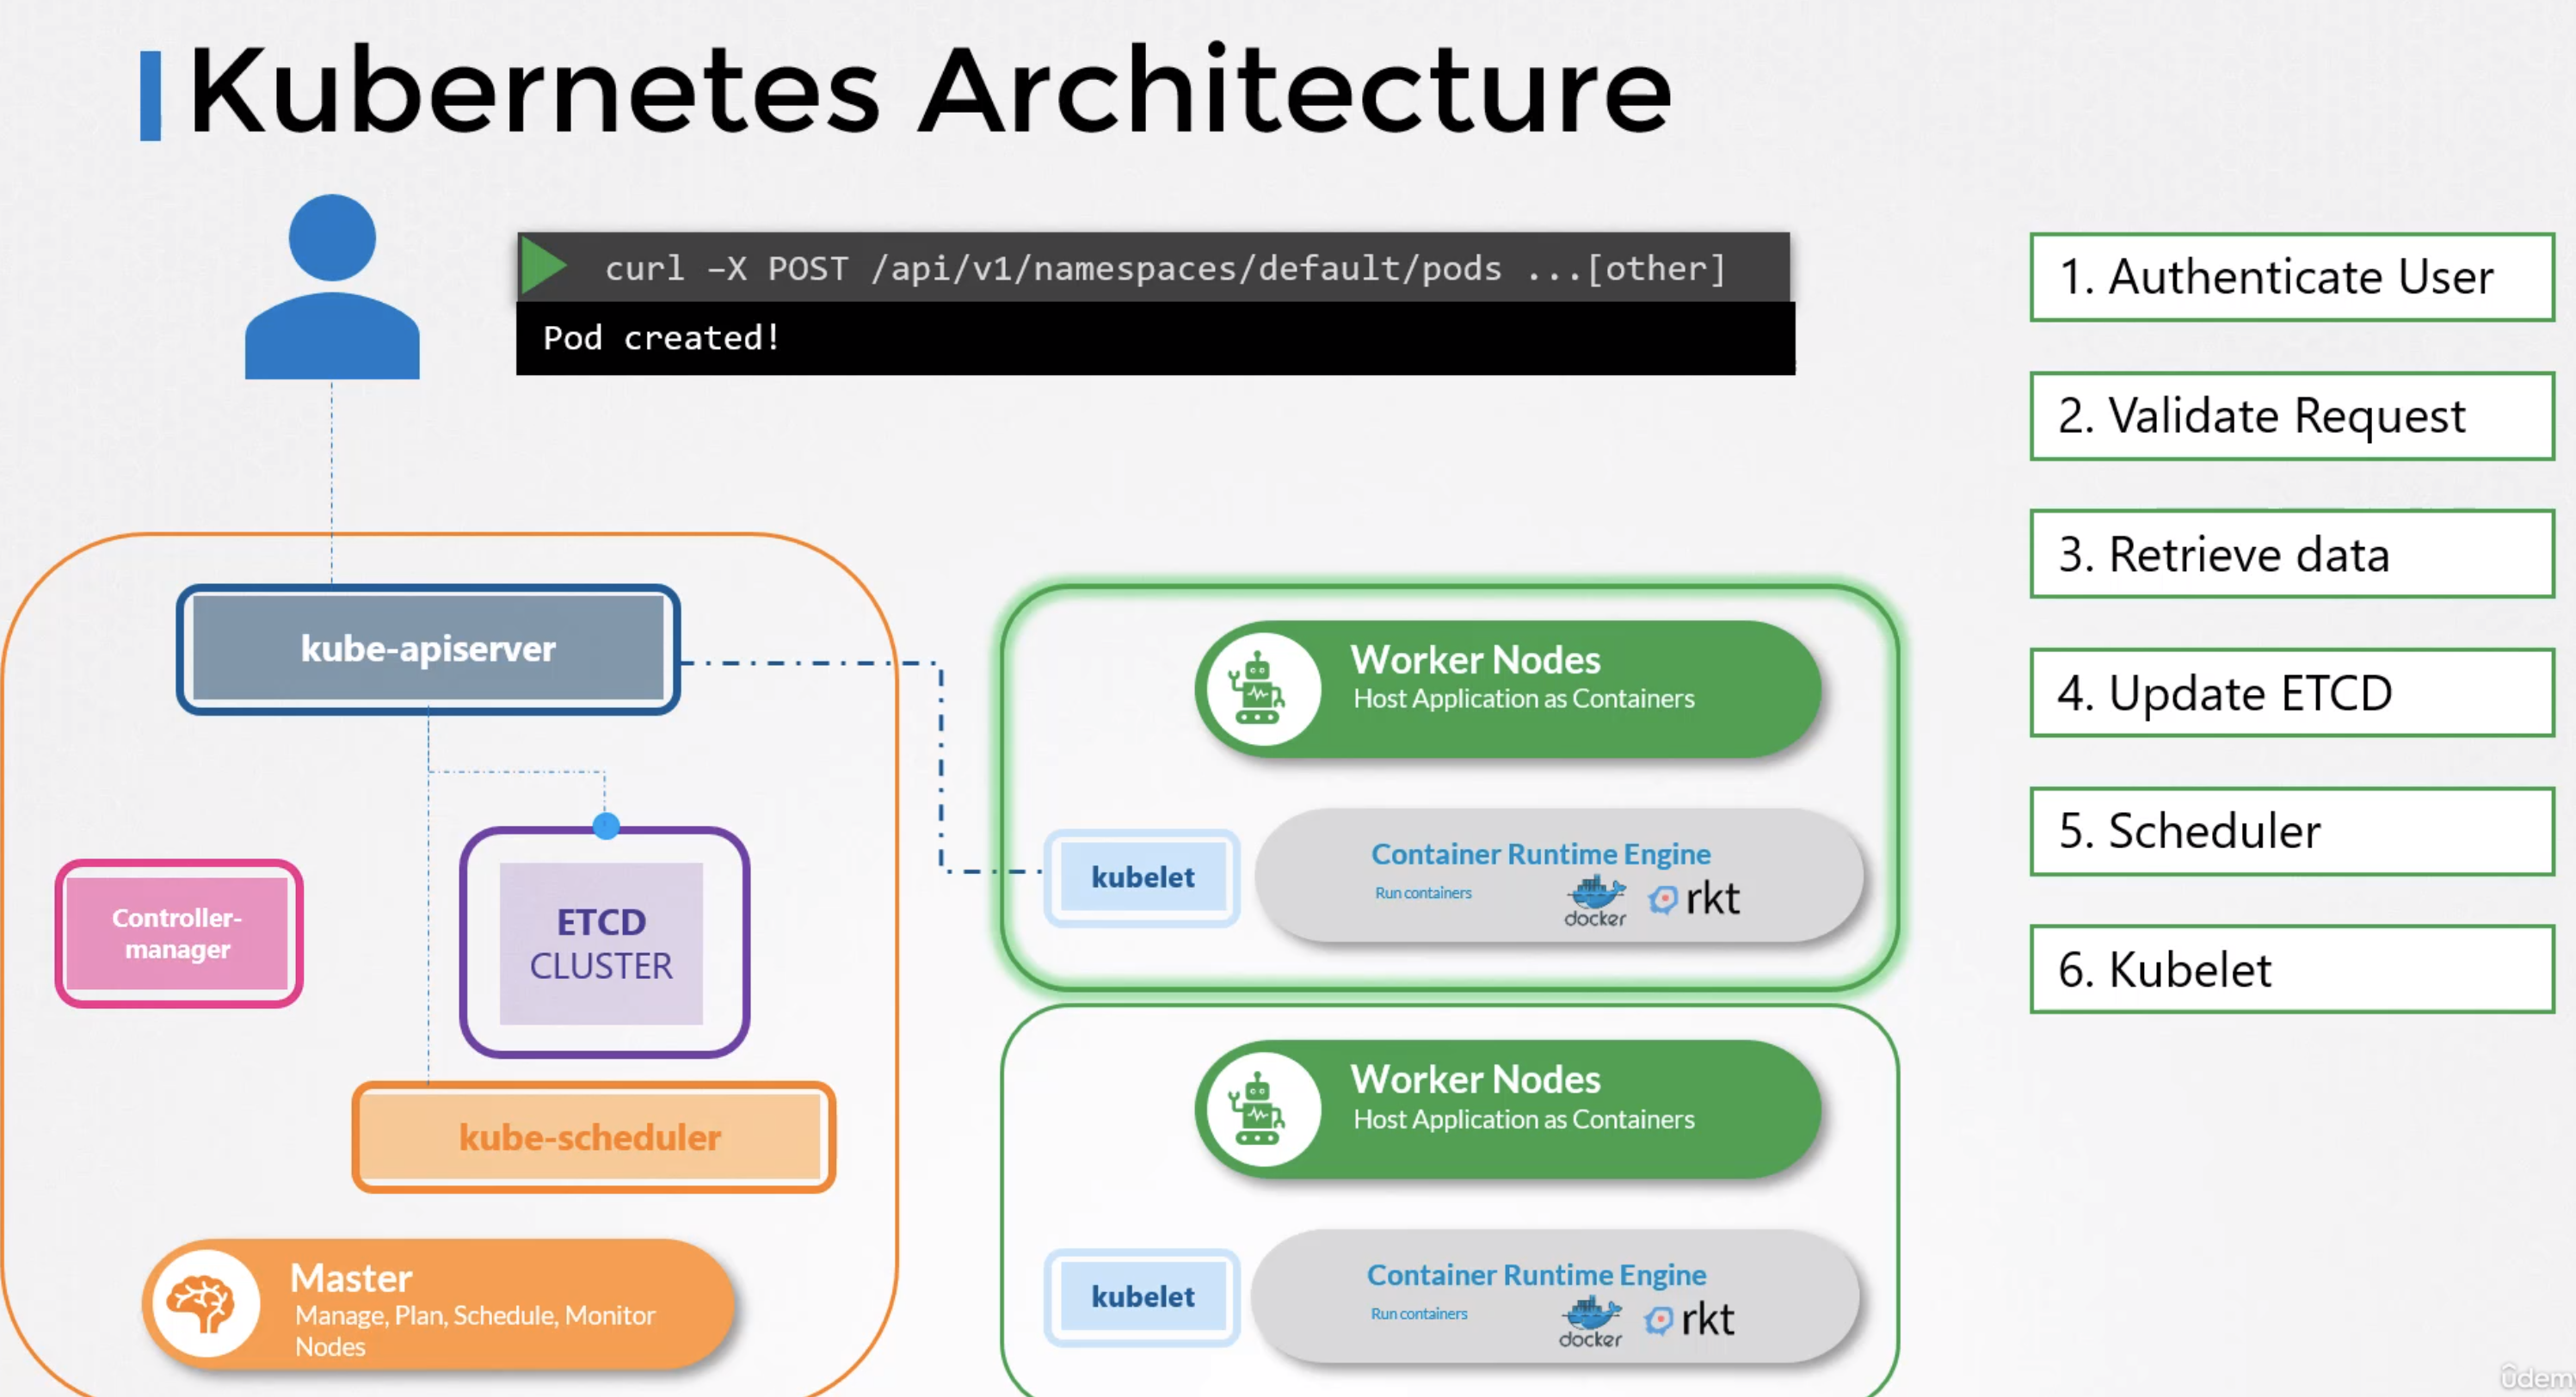 Kubernetes Architecture
curl –X POST /api/v1/namespaces/default/pods ...[other]
Pod created!
1. Authenticate User
2. Validate Request
3. Retrieve data
4. Update ETCD
5. Scheduler
6. Kubelet
kube-apiserver
Controller-
manager
ETCD
CLUSTER
kube-scheduler
Master
Manage, Plan, Schedule, Monitor
Nodes
Worker Nodes
Host Application as Containers
kubelet
Container Runtime Engine
Run containers
docker
rkt
Worker Nodes
Host Application as Containers
kubelet
Container Runtime Engine
Run containers
docker
rkt